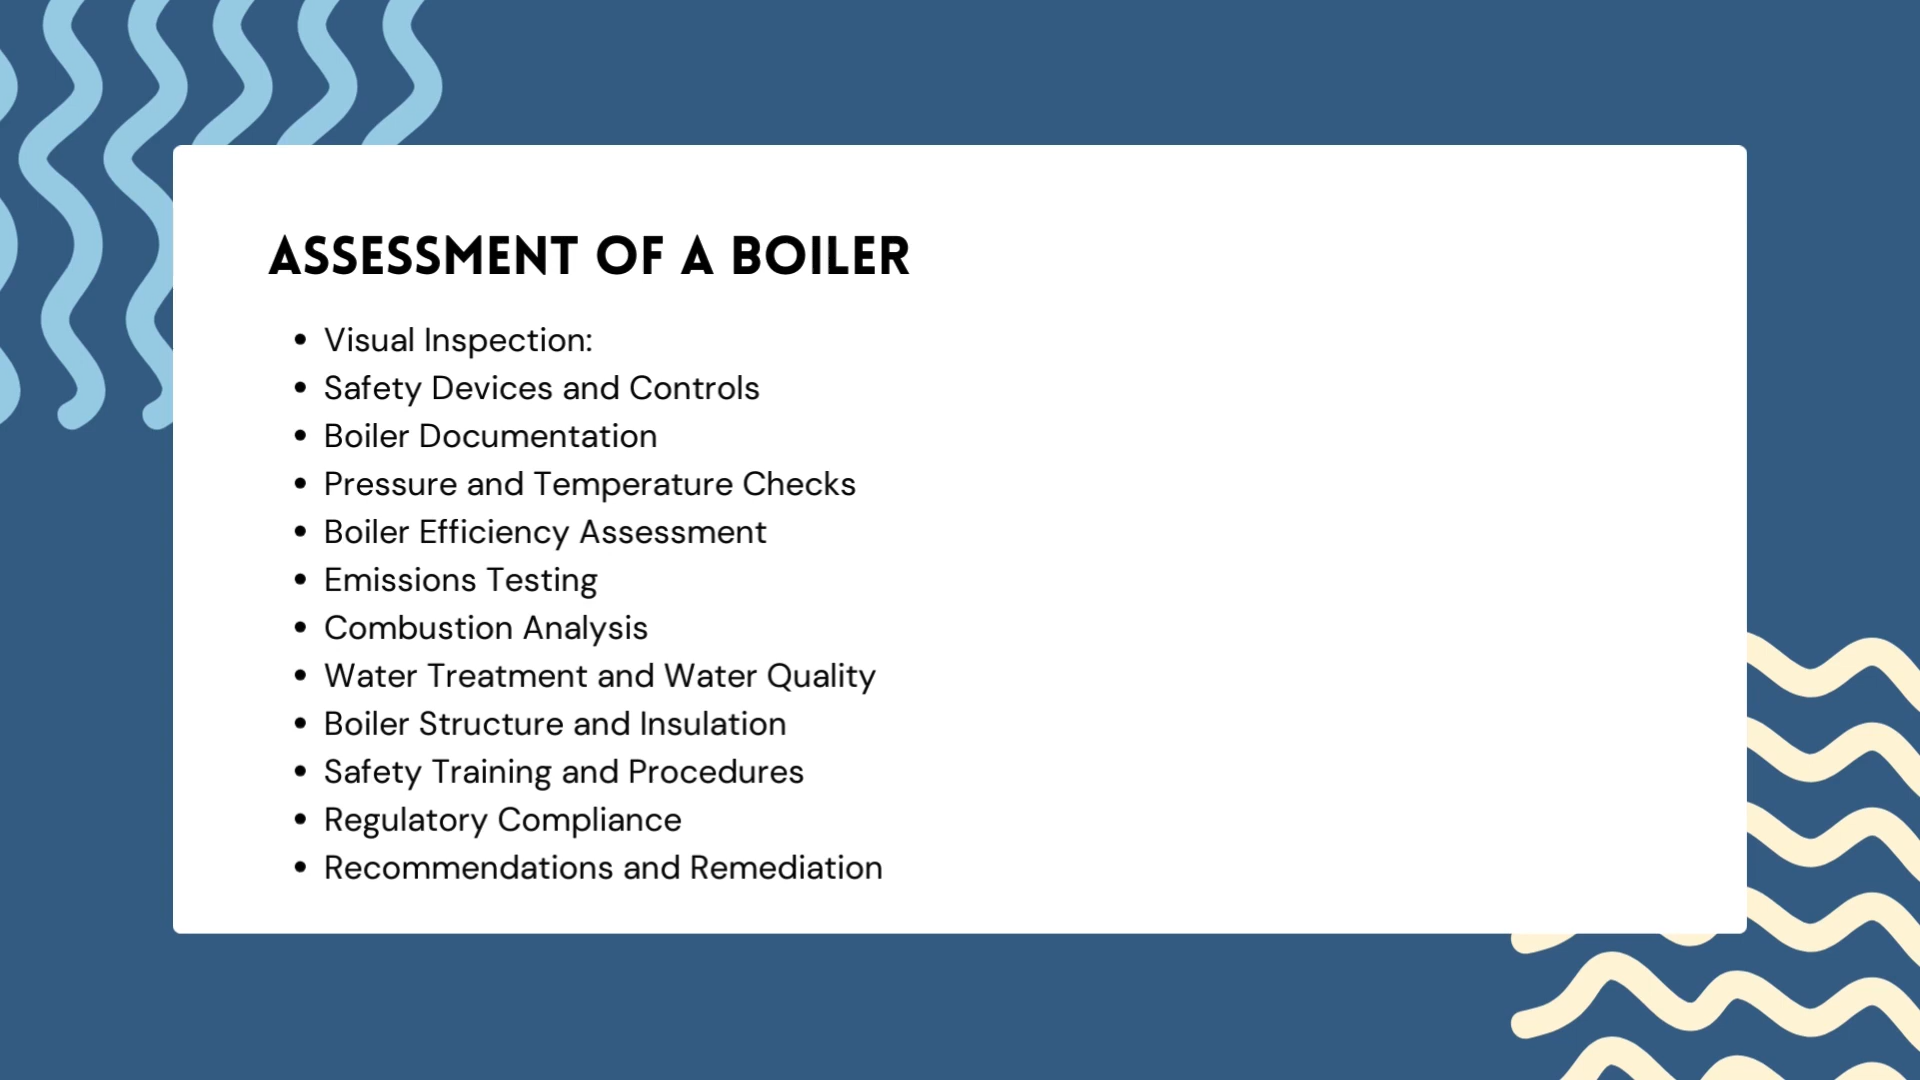 ASSESSMENT OF A BOILER
• Visual Inspection:
• Safety Devices and Controls
• Boiler Documentation
• Pressure and Temperature Checks
• Boiler Efficiency Assessment
• Emissions Testing
• Combustion Analysis
• Water Treatment and Water Quality
• Boiler Structure and Insulation
• Safety Training and Procedures
• Regulatory Compliance
• Recommendations and Remediation